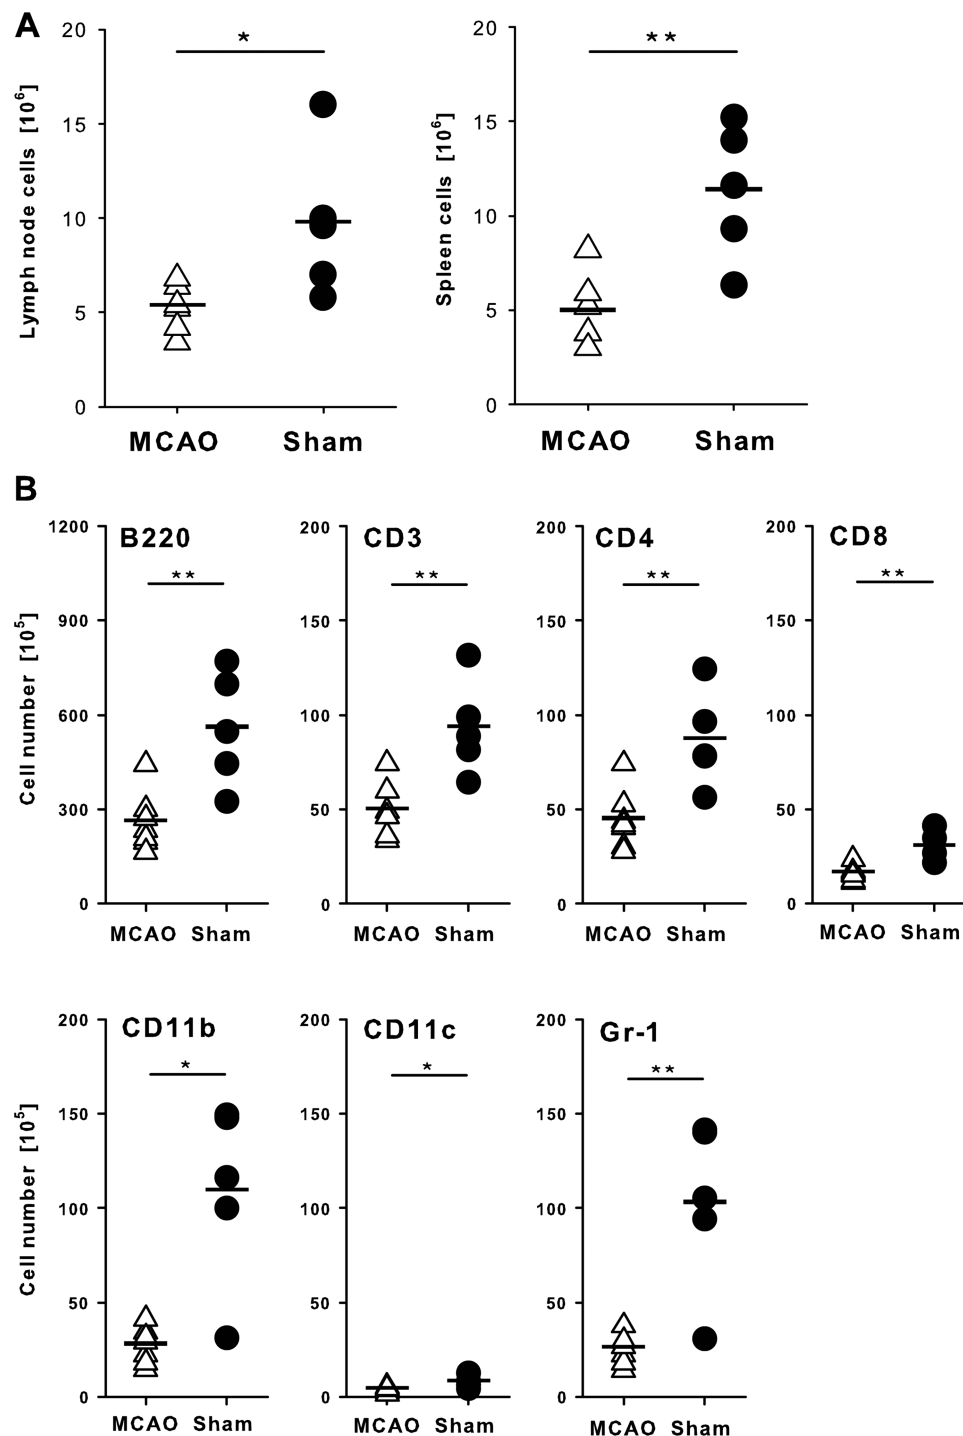 A
20
15
10
5
0
Lymph node cells [10⁶]
*
MCAO Sham
20
15
10
5
0
Spleen cells [10⁶]
**
MCAO Sham
B
1200
900
600
300
0
Cell number [10⁵]
B220
**
MCAO Sham
200
150
100
50
0
CD3
**
MCAO Sham
200
150
100
50
0
CD4
**
MCAO Sham
200
150
100
50
0
CD8
**
MCAO Sham
200
150
100
50
0
Cell number [10⁵]
CD11b
*
MCAO Sham
200
150
100
50
0
CD11c
*
MCAO Sham
200
150
100
50
0
Gr-1
**
MCAO Sham